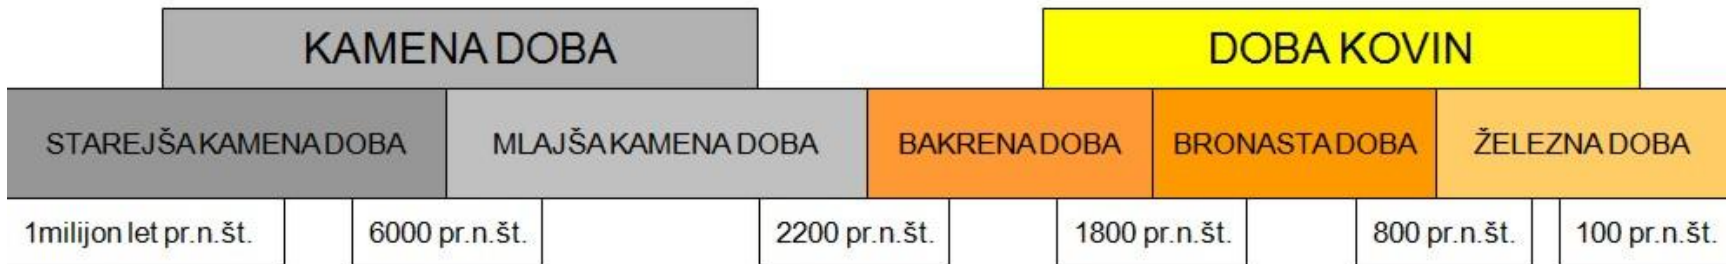 KAMENA DOBA DOBA KOVIN
STAREJŠA KAMENA DOBA MLAJŠA KAMENA DOBA BAKRENA DOBA BRONASTA DOBA ŽELEZNA DOBA
1milijon let pr.n.št. 6000 pr.n.št. 2200 pr.n.št. 1800 pr.n.št. 800 pr.n.št. 100 pr.n.št.